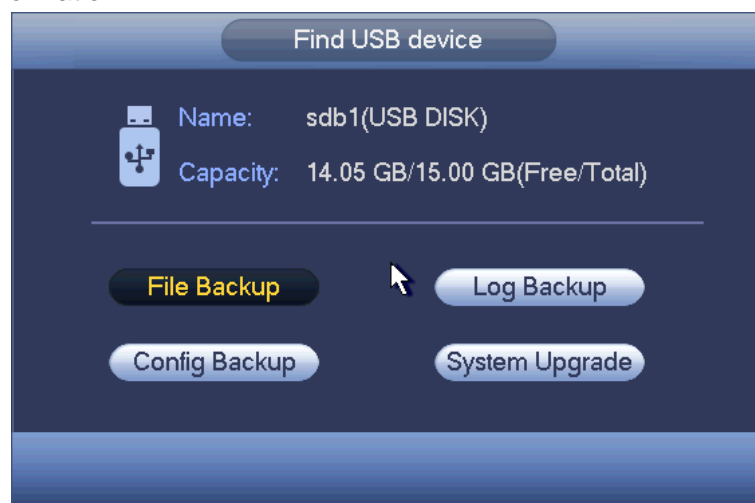 Find USB device
Name: sdb1(USB DISK)
Capacity: 14.05 GB/15.00 GB(Free/Total)
File Backup Log Backup
Config Backup System Upgrade